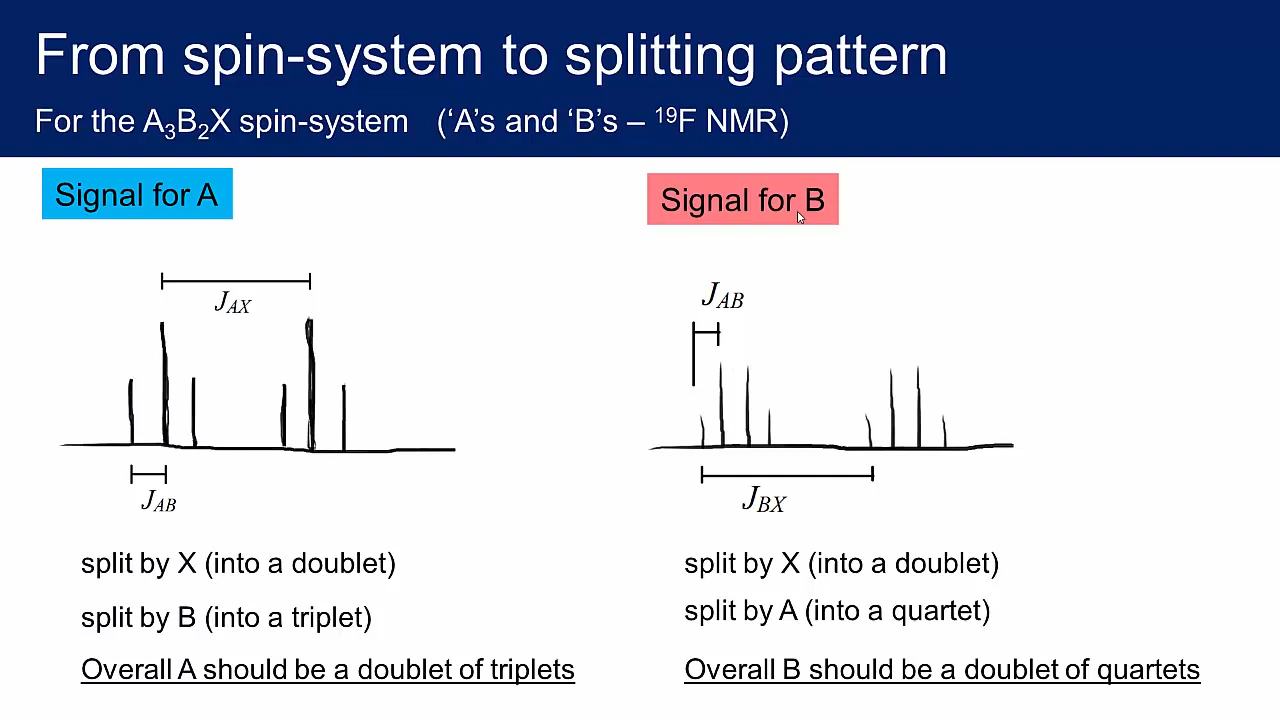 From spin-system to splitting pattern
For the A₃B₂X spin-system (‘A’s and ‘B’s – ¹⁹F NMR)
Signal for A
J_AX
J_AB
split by X (into a doublet)
split by B (into a triplet)
Overall A should be a doublet of triplets
Signal for B
J_AB
J_BX
split by X (into a doublet)
split by A (into a quartet)
Overall B should be a doublet of quartets